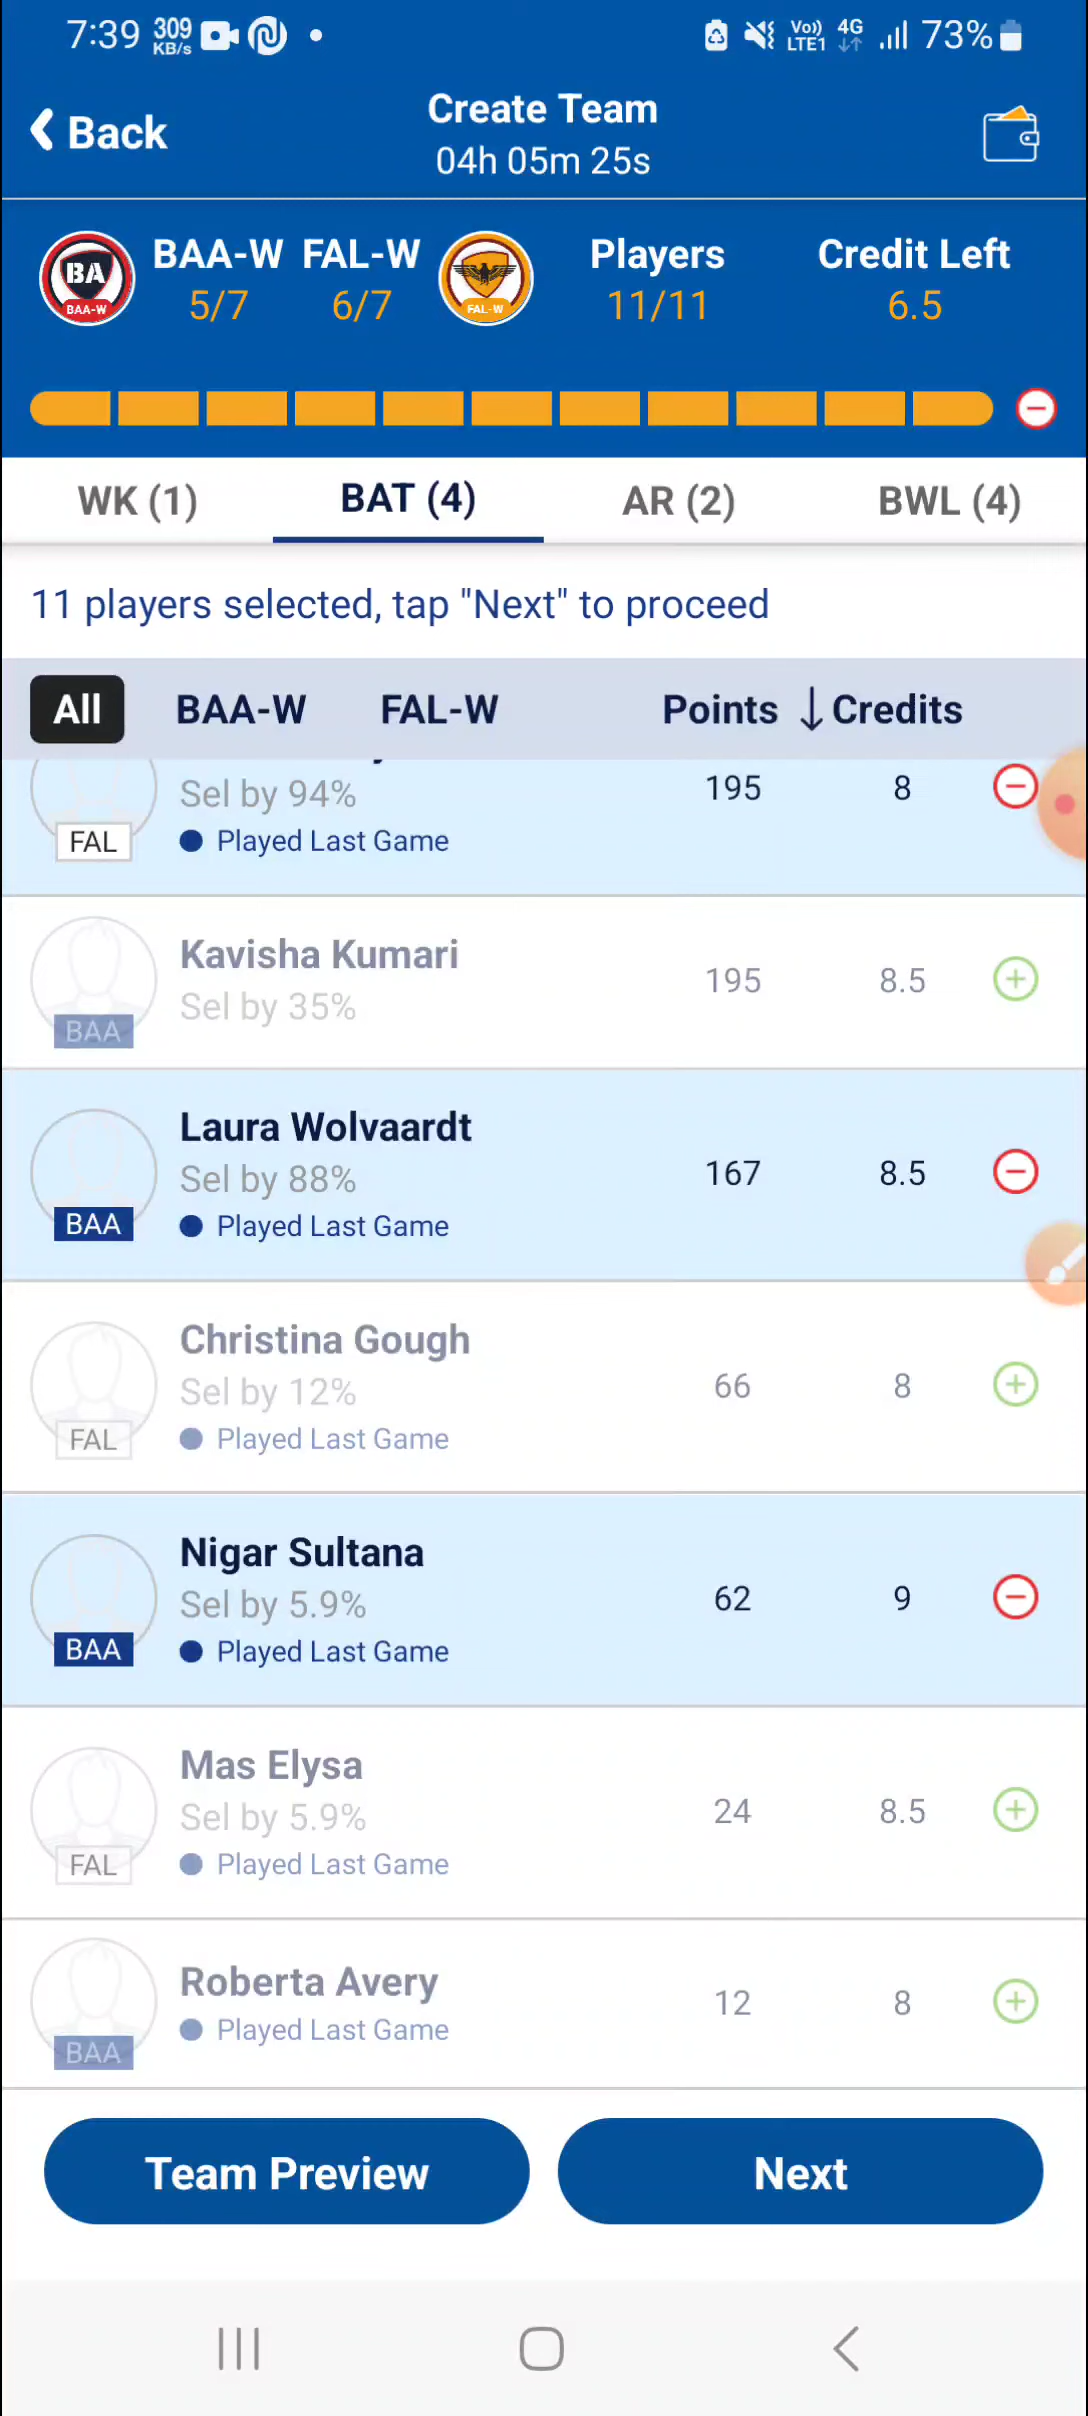 7:39 309 KB/s Vo)) LTE1 4G 73%
Back
Create Team
04h 05m 25s
BA
BAA-W
BAA-W FAL-W
5/7 6/7
FAL-W
Players
11/11
Credit Left
6.5
WK (1) BAT (4) AR (2) BWL (4)
11 players selected, tap "Next" to proceed
All BAA-W FAL-W Points ↓ Credits
Sel by 94% 195 8
FAL Played Last Game
Kavisha Kumari
Sel by 35% 195 8.5
BAA
Laura Wolvaardt
Sel by 88% 167 8.5
BAA Played Last Game
Christina Gough
Sel by 12% 66 8
FAL Played Last Game
Nigar Sultana
Sel by 5.9% 62 9
BAA Played Last Game
Mas Elysa
Sel by 5.9% 24 8.5
FAL Played Last Game
Roberta Avery 12 8
BAA Played Last Game
Team Preview Next